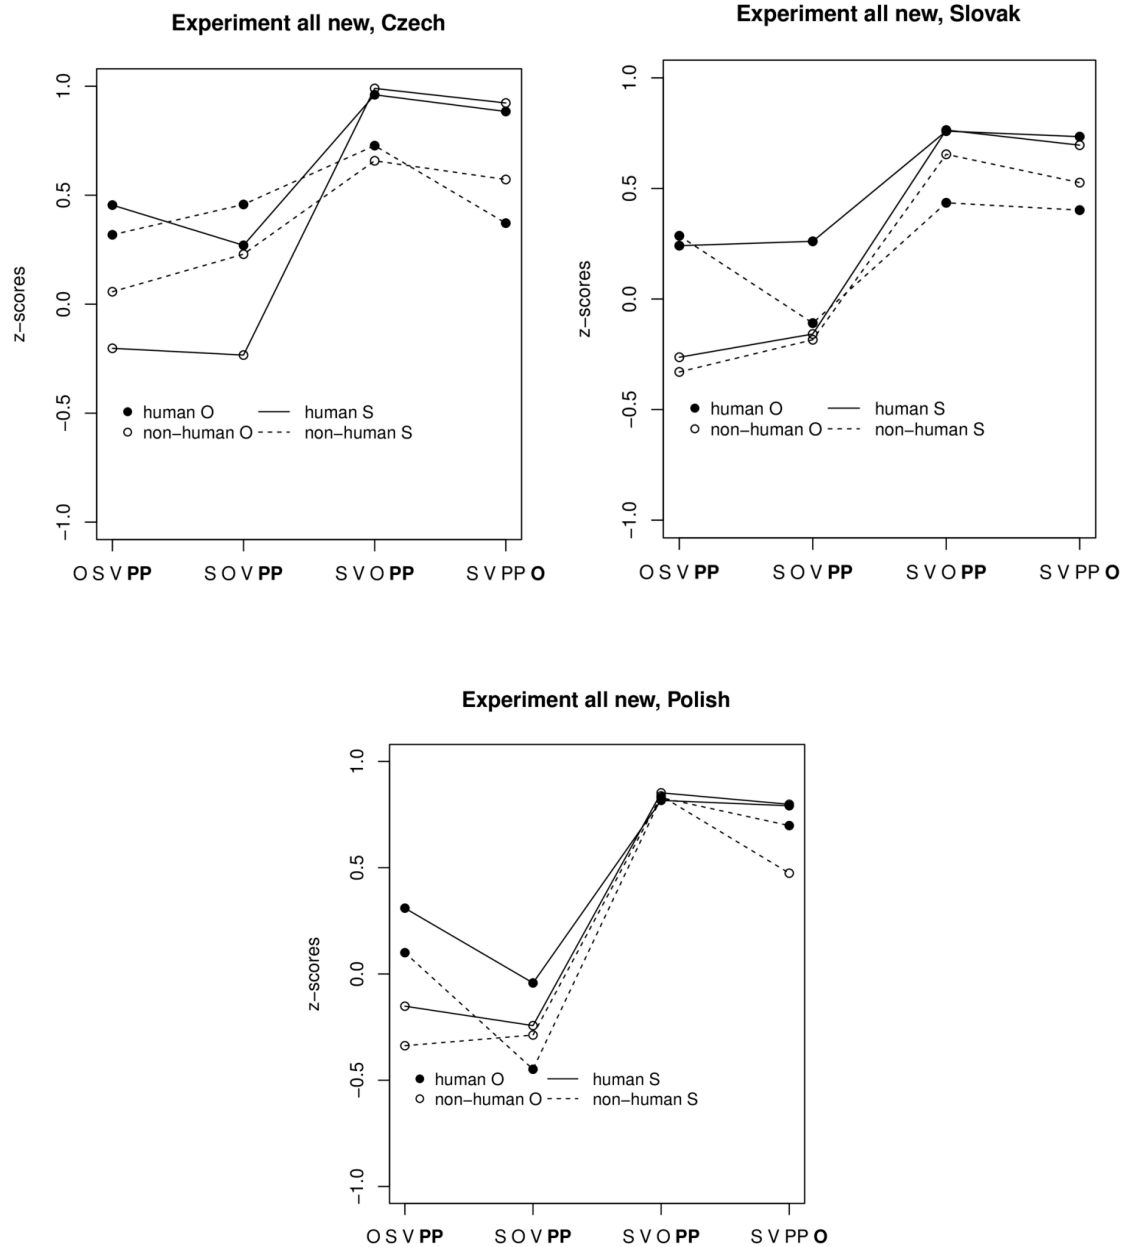 Experiment all new, Czech
z−scores
1.0
0.5
0.0
−0.5
−1.0
human O human S
non−human O non−human S
O S V PP S O V PP S V O PP S V PP O
Experiment all new, Slovak
z−scores
1.0
0.5
0.0
−0.5
−1.0
human O human S
non−human O non−human S
O S V PP S O V PP S V O PP S V PP O
Experiment all new, Polish
z−scores
1.0
0.5
0.0
−0.5
−1.0
human O human S
non−human O non−human S
O S V PP S O V PP S V O PP S V PP O